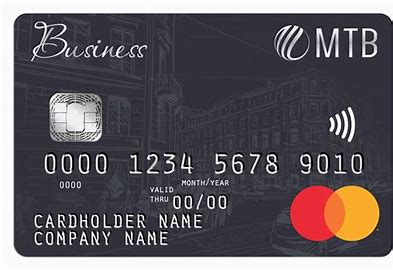 Business
MTB
0000 1234 5678 9010
0000
MONTH/YEAR
VALID
THRU 00/00
CARDHOLDER NAME
COMPANY NAME